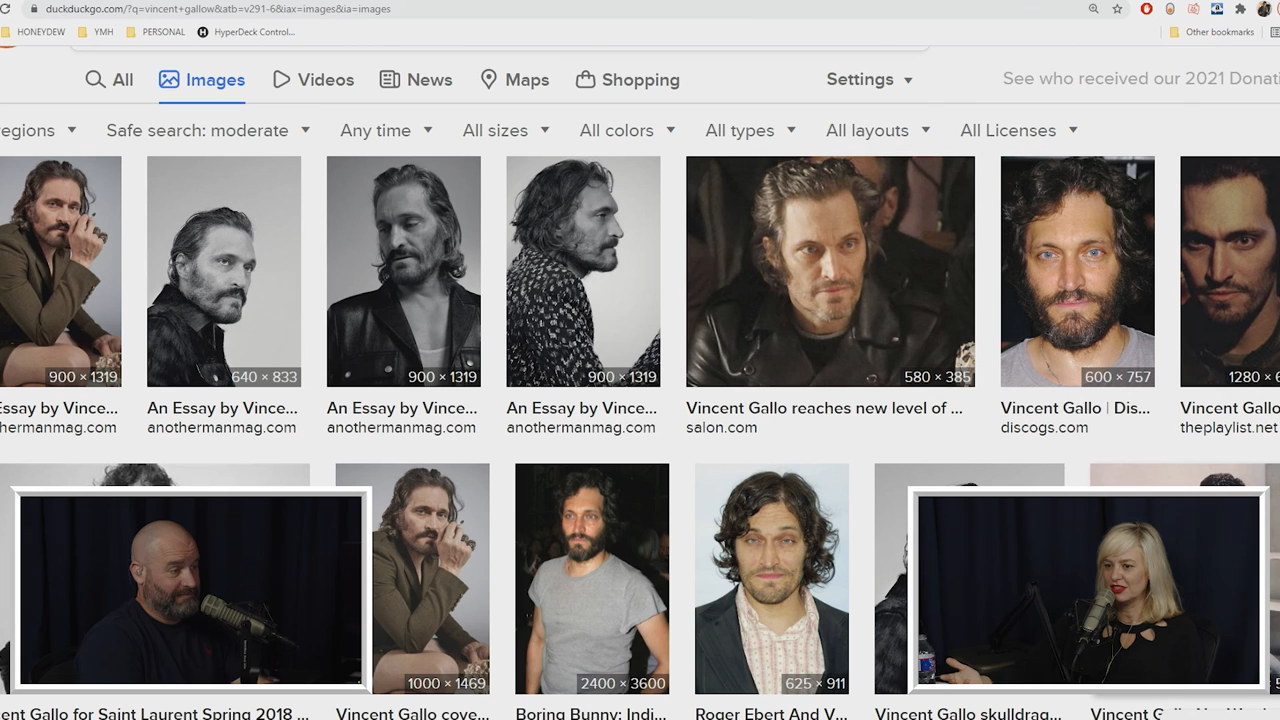 duckduckgo.com/?q=vincent+gallow&atb=v291-6&iax=images&ia=images
HONEYDEW YMH PERSONAL HyperDeck Control... Other bookmarks
All Images Videos News Maps Shopping Settings See who received our 2021 Donati
egions Safe search: moderate Any time All sizes All colors All types All layouts All Licenses
900 × 1319 640 × 833 900 × 1319 900 × 1319 580 × 385 600 × 757 1280 × 6
Essay by Vince... An Essay by Vince... An Essay by Vince... An Essay by Vince... Vincent Gallo reaches new level of ... Vincent Gallo | Dis... Vincent Gallo
hermanmag.com anothermanmag.com anothermanmag.com anothermanmag.com salon.com discogs.com theplaylist.net
1000 × 1469 2400 × 3600 625 × 911
ent Gallo for Saint Laurent Spring 2018 ... Vincent Gallo cove... Boring Bunny: Indi... Roger Ebert And V... Vincent Gallo skulldrag... Vincent